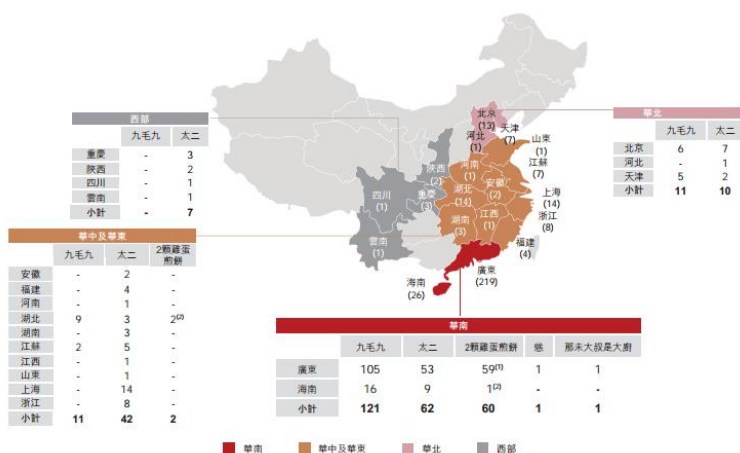 西部
九毛九 太二
重慶 - 3
陝西 - 2
四川 - 1
雲南 - 1
小計 - 7
華北
九毛九 太二
北京 6 7
河北 - 1
天津 5 2
小計 11 10
華中及華東
九毛九 太二 2顆雞蛋煎餅
安徽 - 2 -
福建 - 4 -
河南 - 1 -
湖北 9 3 2(2)
湖南 - 3 -
江蘇 2 5 -
江西 - 1 -
山東 - 1 -
上海 - 14 -
浙江 - 8 -
小計 11 42 2
北京
(13)
天津
(7)
河北
(1)
山東
(1)
江蘇
(7)
陝西
(2)
河南
(1)
安徽
(2)
湖北
(14)
上海
(14)
四川
(1)
重慶
(3)
浙江
(8)
湖南
(3)
江西
(1)
福建
(4)
雲南
(1)
廣東
(219)
海南
(26)
華南
九毛九 太二 2顆雞蛋煎餅 慫 那未大叔是大廚
廣東 105 53 59(1) 1 1
海南 16 9 1(2) - -
小計 121 62 60 1 1
華南 華中及華東 華北 西部